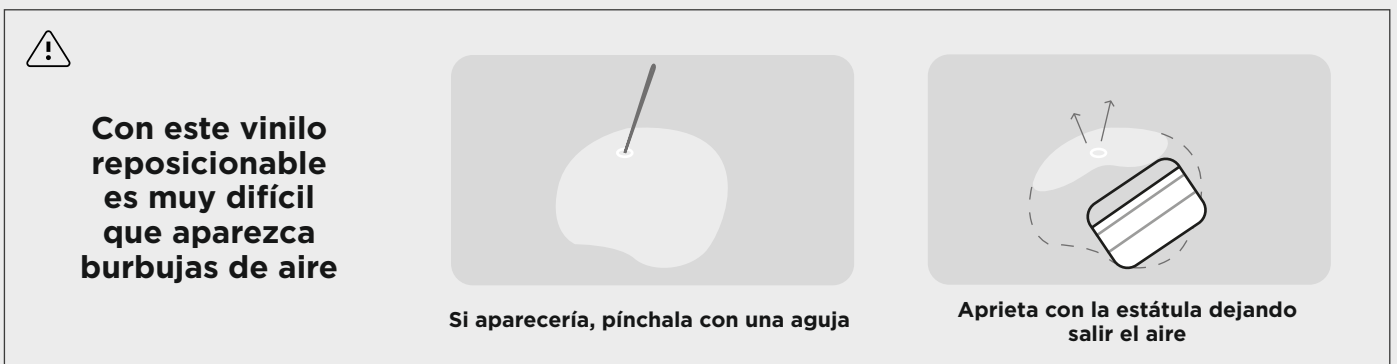 Con este vinilo
reposicionable
es muy difícil
que aparezca
burbujas de aire
Si aparecería, pínchala con una aguja
Aprieta con la estátula dejando
salir el aire